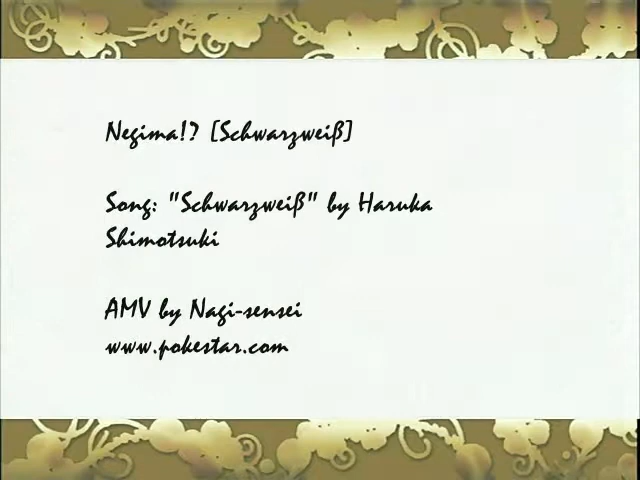 Negima!? [Schwarzweiß]
Song: "Schwarzweiß" by Haruka
Shimotsuki
AMV by Nagi-sensei
www.pokestar.com